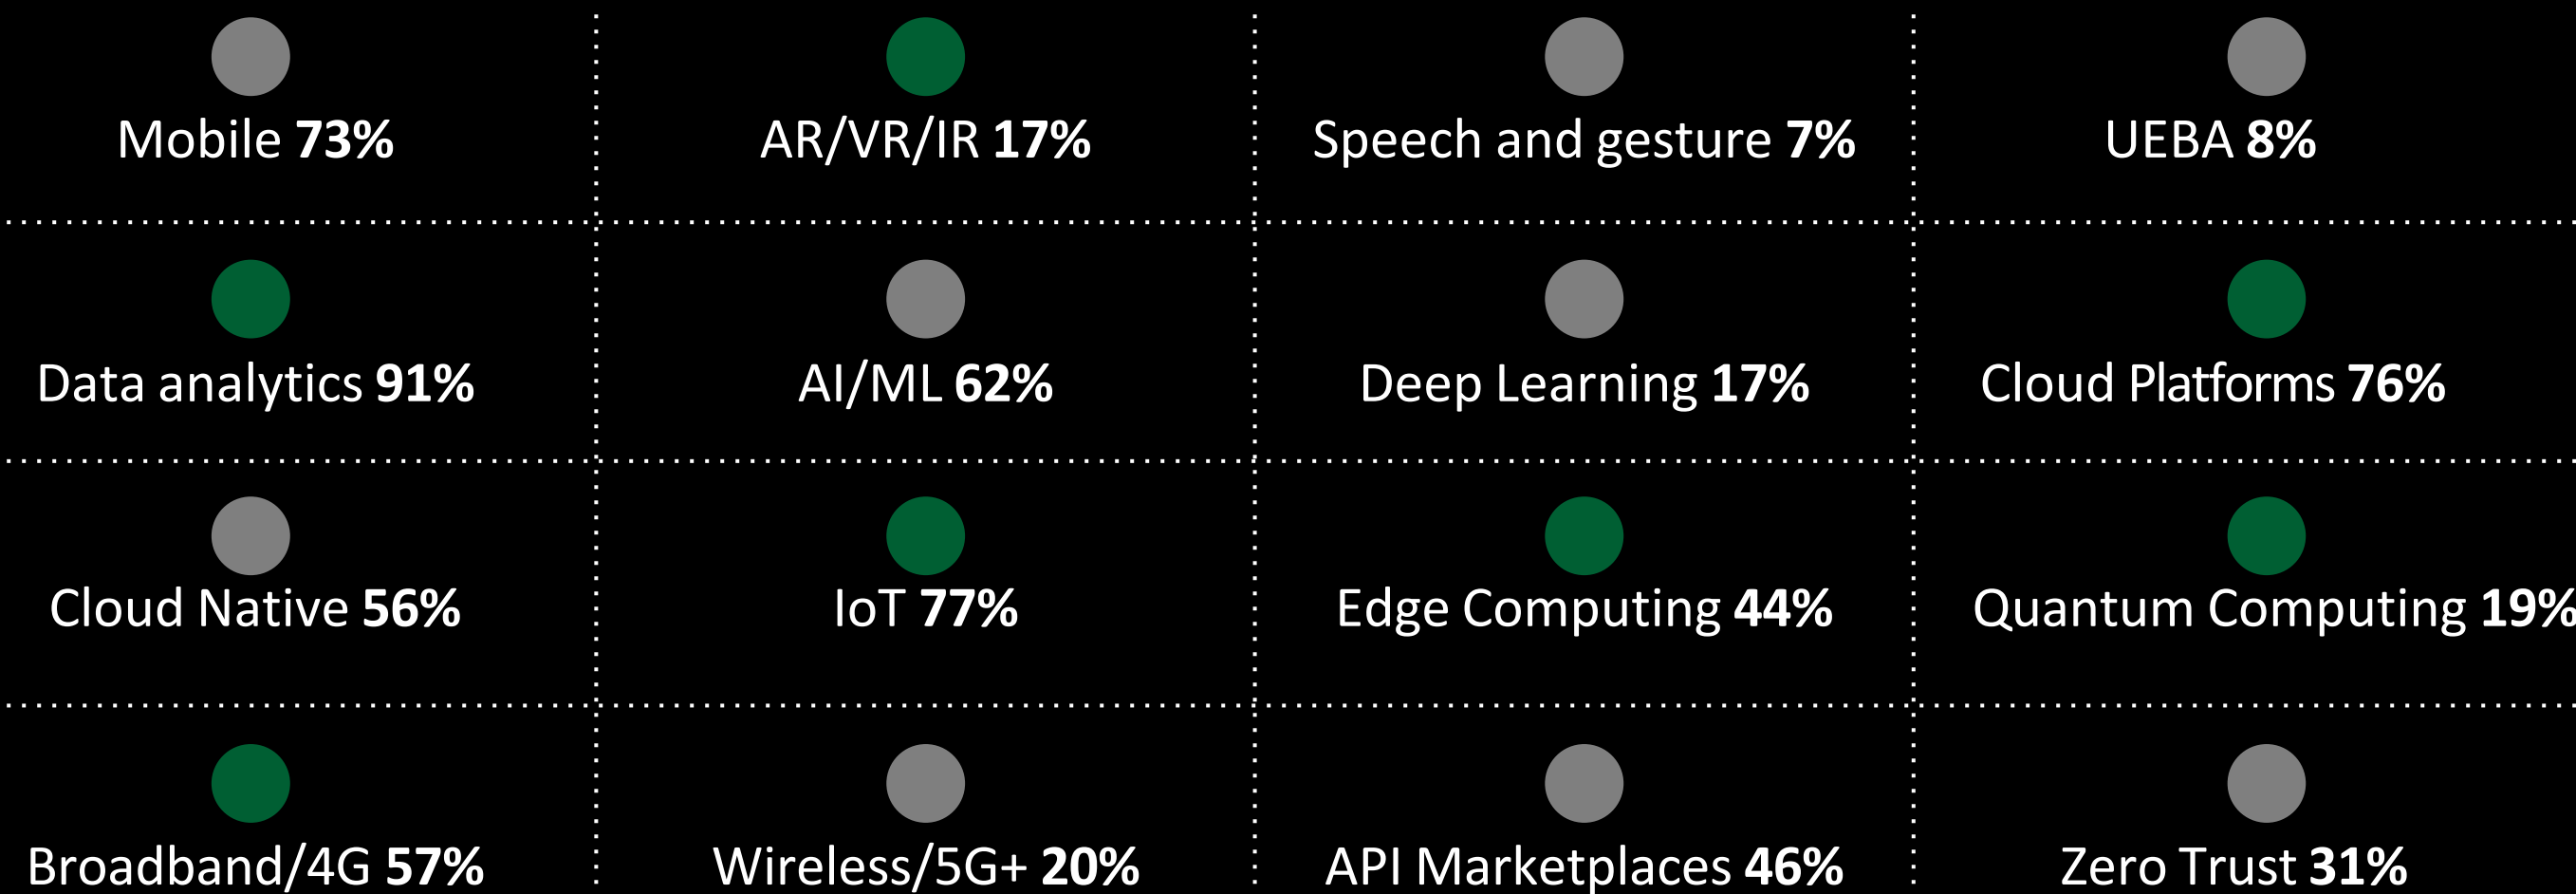 Mobile 73%
AR/VR/IR 17%
Speech and gesture 7%
UEBA 8%
Data analytics 91%
AI/ML 62%
Deep Learning 17%
Cloud Platforms 76%
Cloud Native 56%
IoT 77%
Edge Computing 44%
Quantum Computing 19%
Broadband/4G 57%
Wireless/5G+ 20%
API Marketplaces 46%
Zero Trust 31%